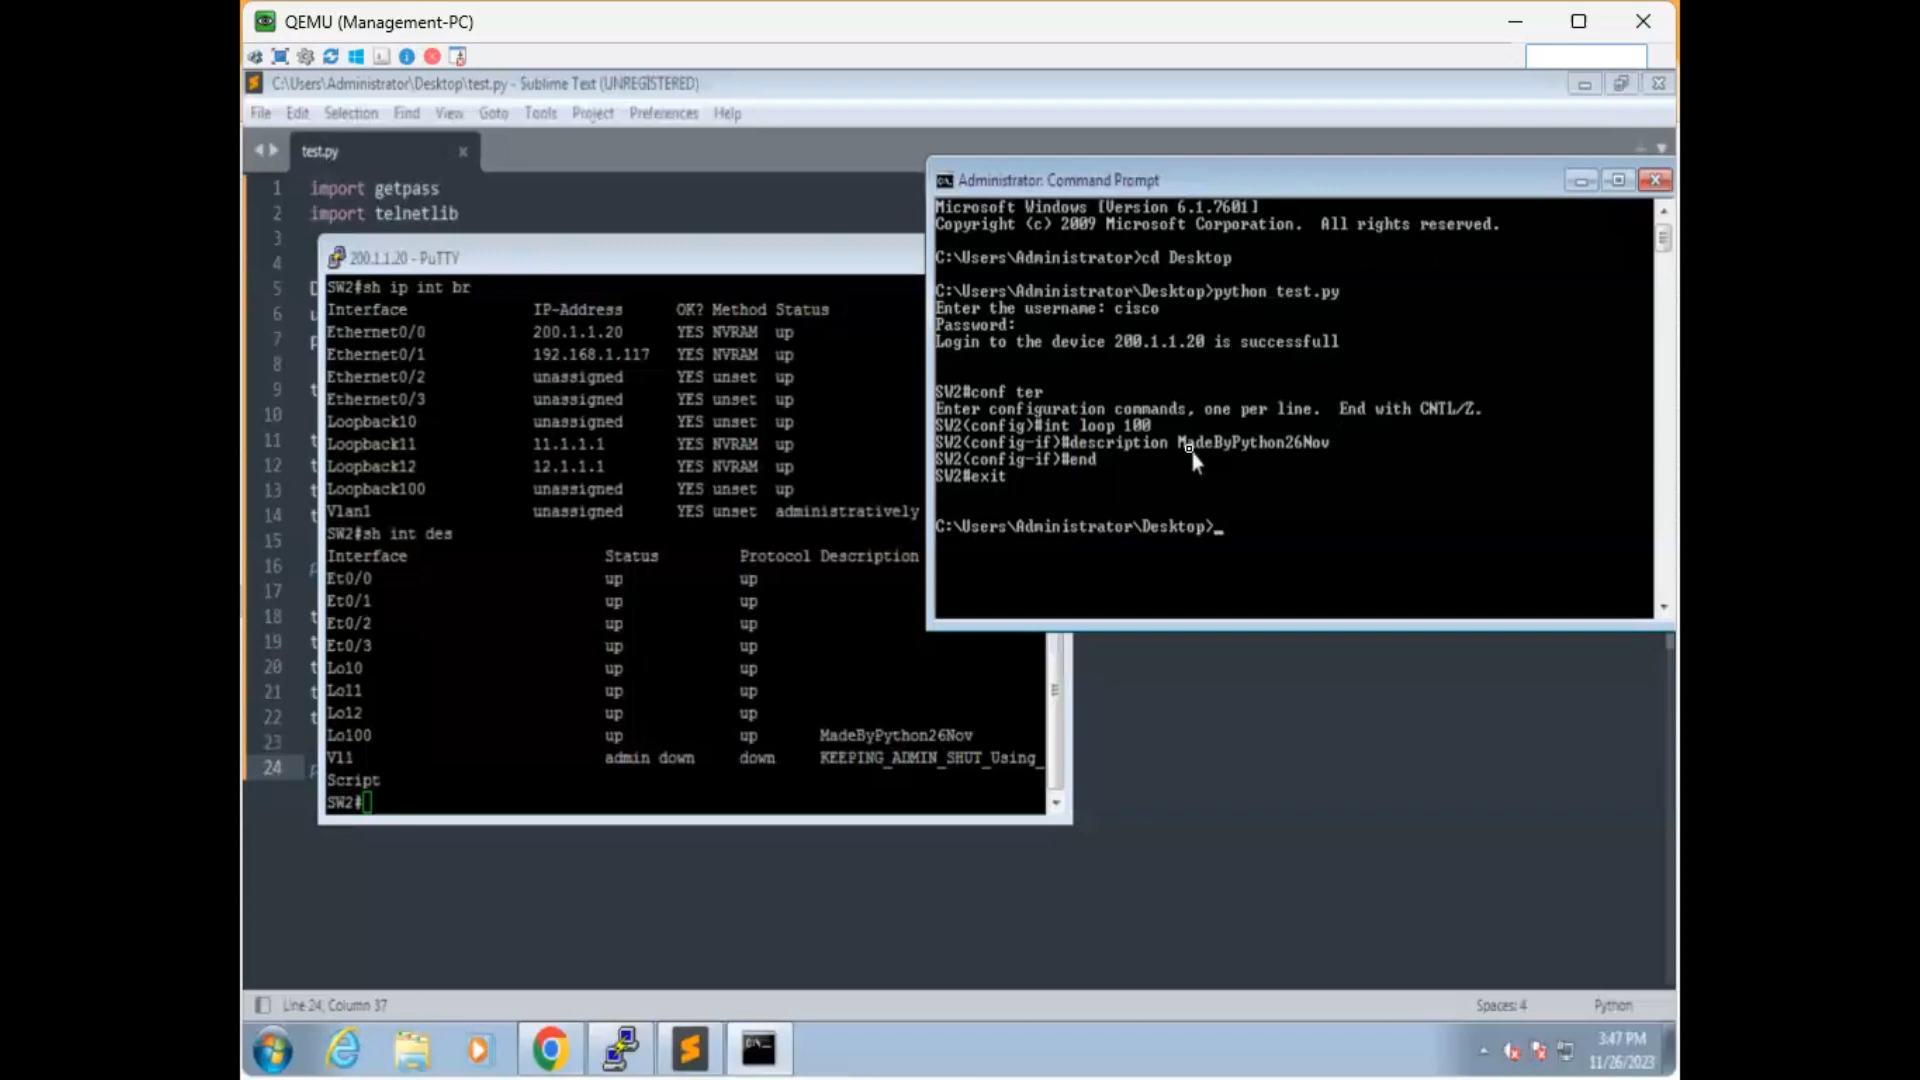 QEMU (Management-PC)
C:\Users\Administrator\Desktop\test.py - Sublime Text (UNREGISTERED)
File Edit Selection Find View Goto Tools Project Preferences Help
test.py
1 import getpass
2 import telnetlib
3
4
5
6
7
8
9
10
11
12
13
14
15
16
17
18
19
20
21
22
23
24
200.1.1.20 - PuTTY
SW2#sh ip int br
Interface IP-Address OK? Method Status
Ethernet0/0 200.1.1.20 YES NVRAM up
Ethernet0/1 192.168.1.117 YES NVRAM up
Ethernet0/2 unassigned YES unset up
Ethernet0/3 unassigned YES unset up
Loopback10 unassigned YES unset up
Loopback11 11.1.1.1 YES NVRAM up
Loopback12 12.1.1.1 YES NVRAM up
Loopback100 unassigned YES unset up
Vlan1 unassigned YES unset administratively
SW2#sh int des
Interface Status Protocol Description
Et0/0 up up
Et0/1 up up
Et0/2 up up
Et0/3 up up
Lo10 up up
Lo11 up up
Lo12 up up
Lo100 up up MadeByPython26Nov
Vl1 admin down down KEEPING_ADMIN_SHUT_Using_
Script
SW2#
Administrator: Command Prompt
Microsoft Windows [Version 6.1.7601]
Copyright (c) 2009 Microsoft Corporation. All rights reserved.
C:\Users\Administrator>cd Desktop
C:\Users\Administrator\Desktop>python test.py
Enter the username: cisco
Password:
Login to the device 200.1.1.20 is successfull
SW2#conf ter
Enter configuration commands, one per line. End with CNTL/Z.
SW2(config)#int loop 100
SW2(config-if)#description MadeByPython26Nov
SW2(config-if)#end
SW2#exit
C:\Users\Administrator\Desktop>_
Line 24, Column 37
Spaces: 4 Python
3:47 PM
11/26/2023